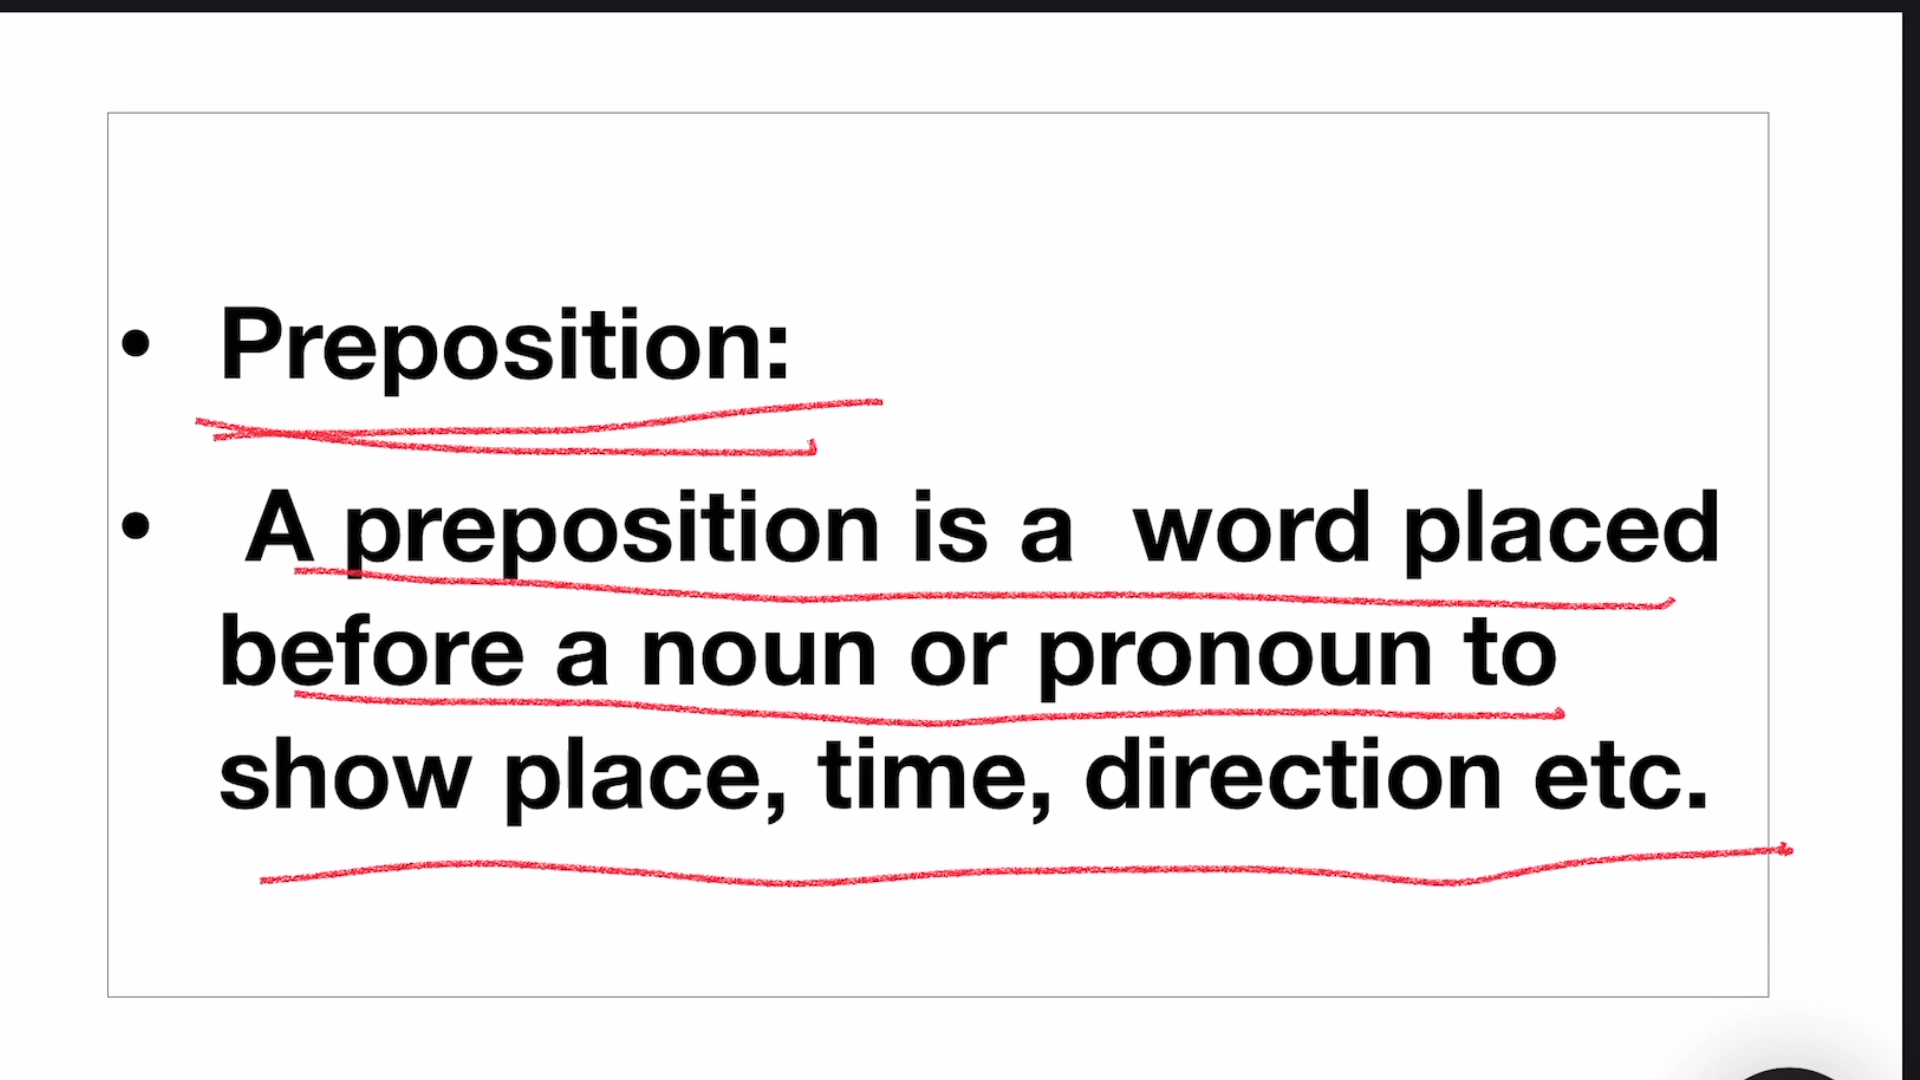 • Preposition:
• A preposition is a word placed
before a noun or pronoun to
show place, time, direction etc.